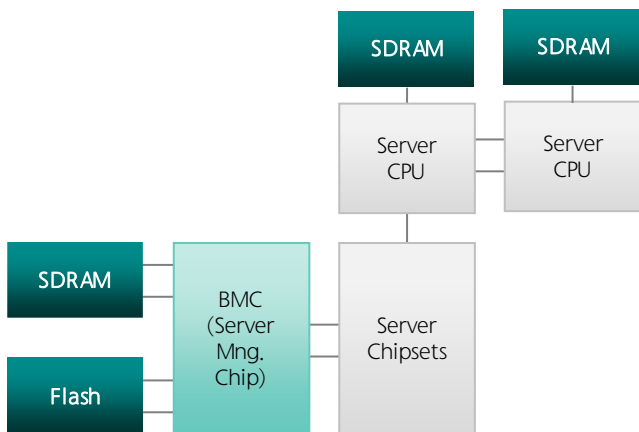 SDRAM
SDRAM
Server
CPU
Server
CPU
SDRAM
BMC
(Server
Mng.
Chip)
Server
Chipsets
Flash